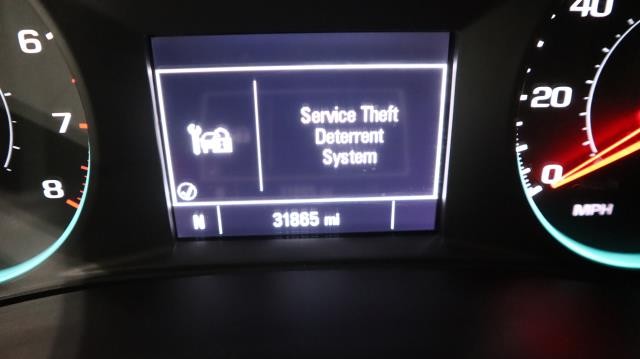 6
7
8
Service Theft
Deterrent
System
N
31865 mi
40
20
0
MPH